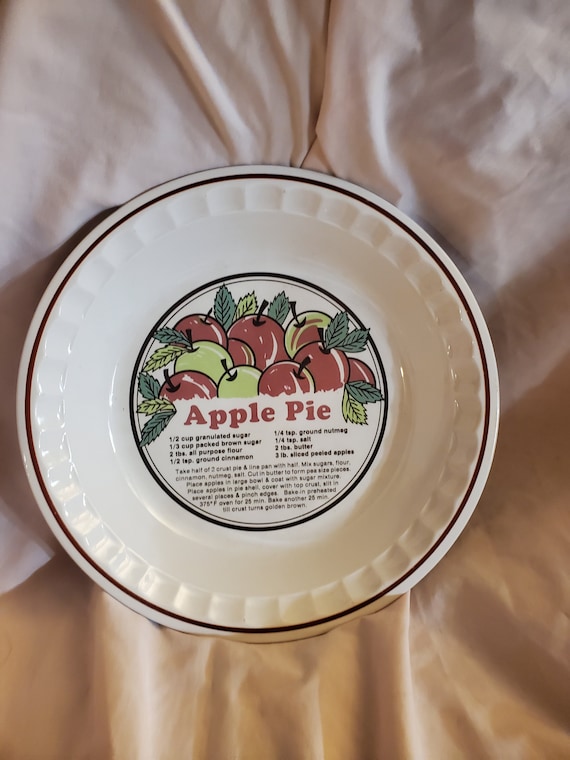 Apple Pie
1/2 cup granulated sugar
1/3 cup packed brown sugar
2 tbs. all purpose flour
1/2 tsp. ground cinnamon
1/4 tsp. ground nutmeg
1/4 tsp. salt
2 tbs. butter
3 lb. sliced peeled apples
Take half of 2 crust pie & line pan with half. Mix sugars, flour,
cinnamon, nutmeg, salt. Cut in butter to form pea size pieces.
Place apples in large bowl & coat with sugar mixture.
Place apples in pie shell, cover with top crust, slit in
several places & pinch edges. Bake in preheated
375°F oven for 25 min. Bake another 25 min.
till crust turns golden brown.